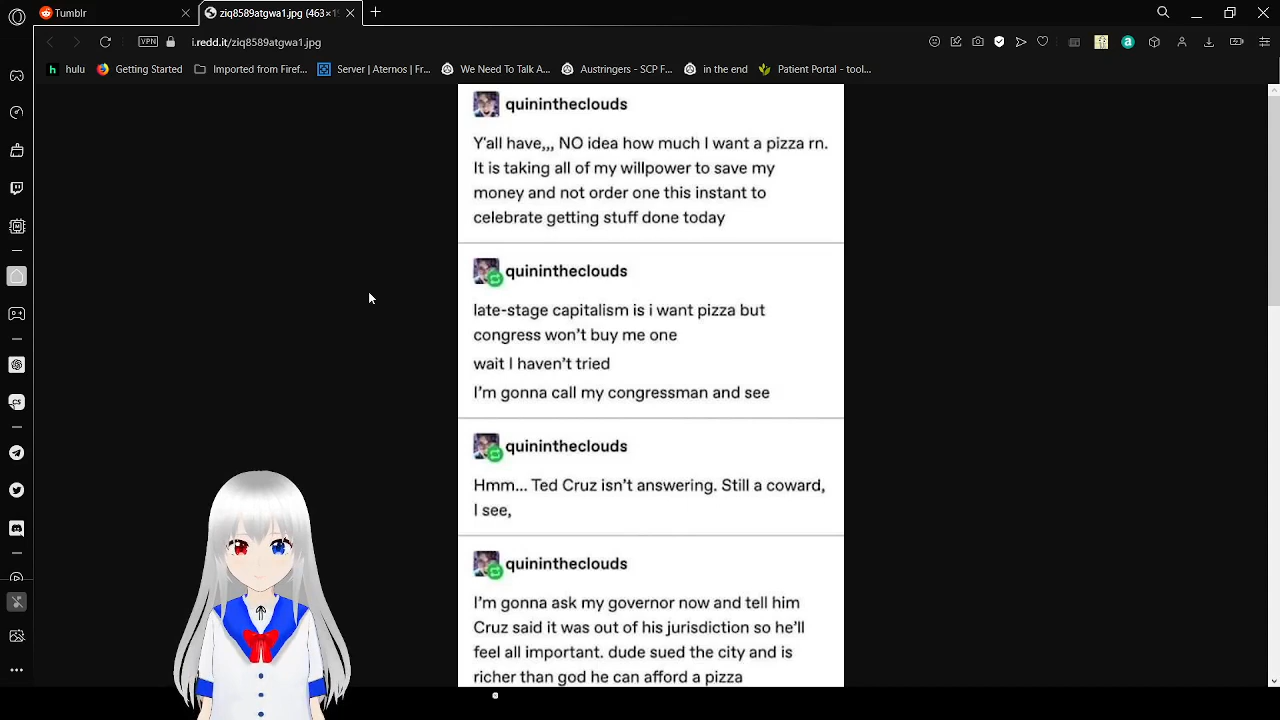 Tumblr
ziq8589atgwa1.jpg (463×1
VPN
i.redd.it/ziq8589atgwa1.jpg
hulu
Getting Started
Imported from Firef...
Server | Aternos | Fr...
We Need To Talk A...
Austringers - SCP F...
in the end
Patient Portal - tool...
quinintheclouds
Y'all have,,, NO idea how much I want a pizza rn.
It is taking all of my willpower to save my
money and not order one this instant to
celebrate getting stuff done today
quinintheclouds
late-stage capitalism is i want pizza but
congress won't buy me one
wait I haven't tried
I'm gonna call my congressman and see
quinintheclouds
Hmm... Ted Cruz isn't answering. Still a coward,
I see,
quinintheclouds
I'm gonna ask my governor now and tell him
Cruz said it was out of his jurisdiction so he'll
feel all important. dude sued the city and is
richer than god he can afford a pizza